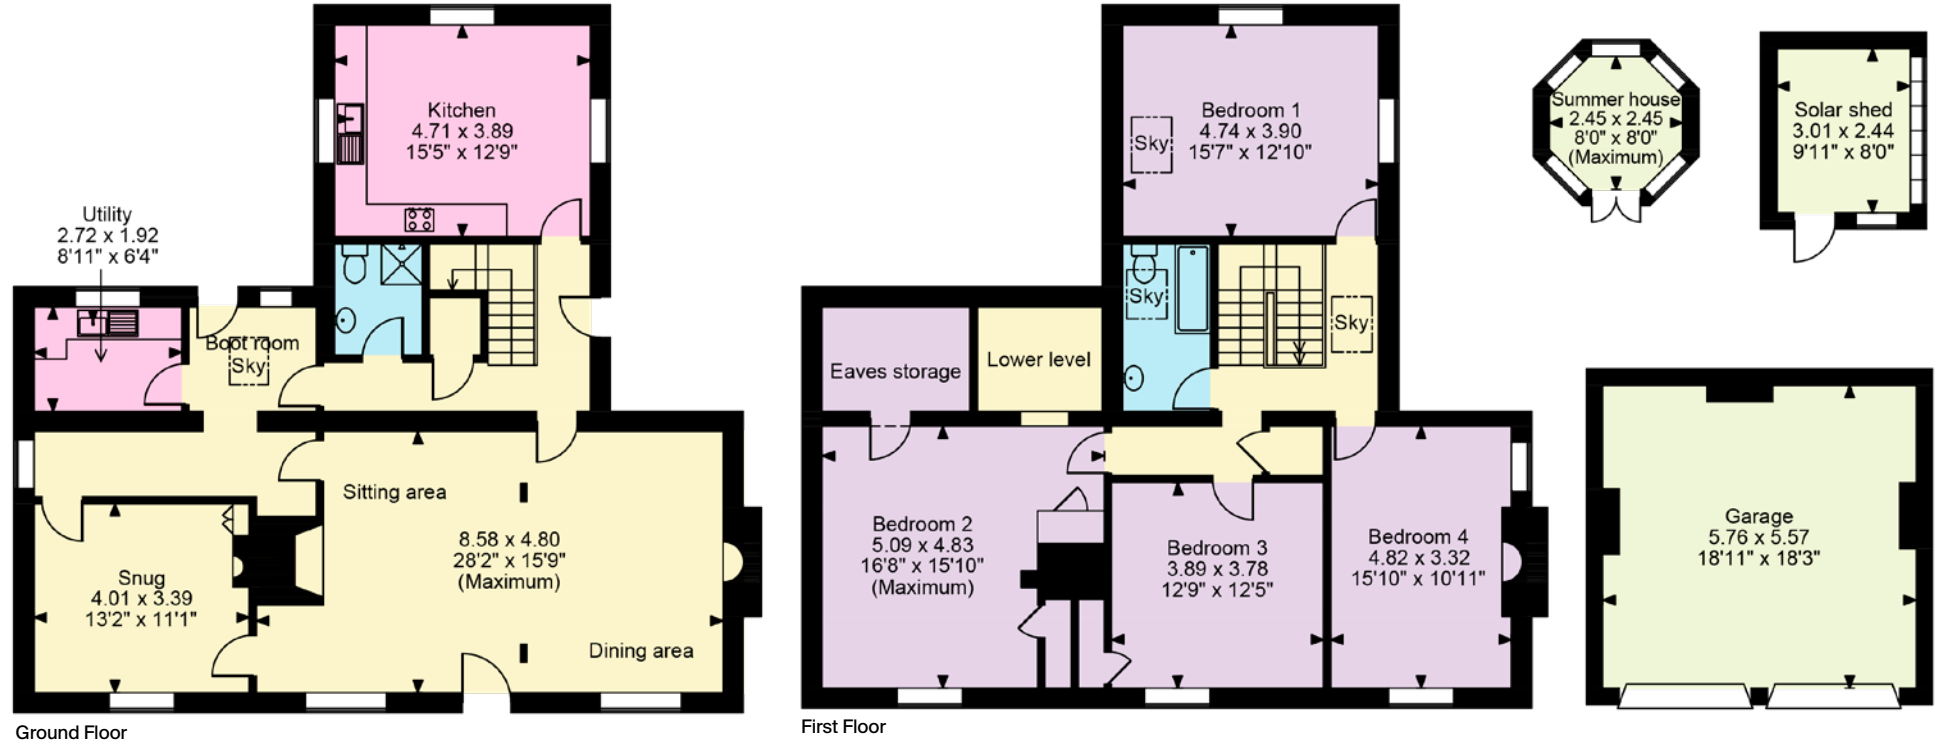 Kitchen
4.71 x 3.89
15'5" x 12'9"
Utility
2.72 x 1.92
8'11" x 6'4"
Boot room
Sky
Sitting area
8.58 x 4.80
28'2" x 15'9"
(Maximum)
Snug
4.01 x 3.39
13'2" x 11'1"
Dining area
Ground Floor
Bedroom 1
4.74 x 3.90
15'7" x 12'10"
Sky
Sky
Sky
Eaves storage
Lower level
Bedroom 2
5.09 x 4.83
16'8" x 15'10"
(Maximum)
Bedroom 3
3.89 x 3.78
12'9" x 12'5"
Bedroom 4
4.82 x 3.32
15'10" x 10'11"
First Floor
Summer house
2.45 x 2.45
8'0" x 8'0"
(Maximum)
Solar shed
3.01 x 2.44
9'11" x 8'0"
Garage
5.76 x 5.57
18'11" x 18'3"